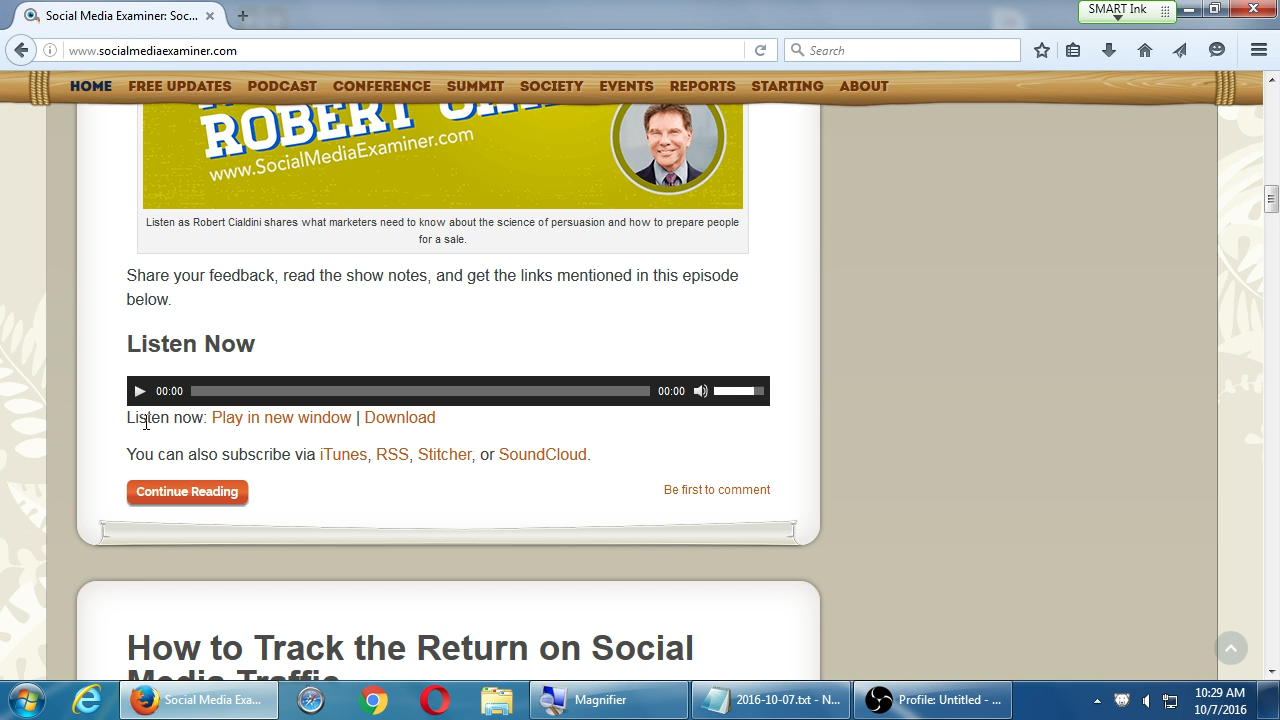 Social Media Examiner: Soc...
SMART Ink
www.socialmediaexaminer.com
Search
HOME FREE UPDATES PODCAST CONFERENCE SUMMIT SOCIETY EVENTS REPORTS STARTING ABOUT
ROBERT
www.SocialMediaExaminer.com
Listen as Robert Cialdini shares what marketers need to know about the science of persuasion and how to prepare people
for a sale.
Share your feedback, read the show notes, and get the links mentioned in this episode
below.
Listen Now
00:00 00:00
Listen now: Play in new window | Download
You can also subscribe via iTunes, RSS, Stitcher, or SoundCloud.
Continue Reading Be first to comment
How to Track the Return on Social
Media Traffic
Social Media Exa... Magnifier 2016-10-07.txt - N... Profile: Untitled - ... 10:29 AM
10/7/2016